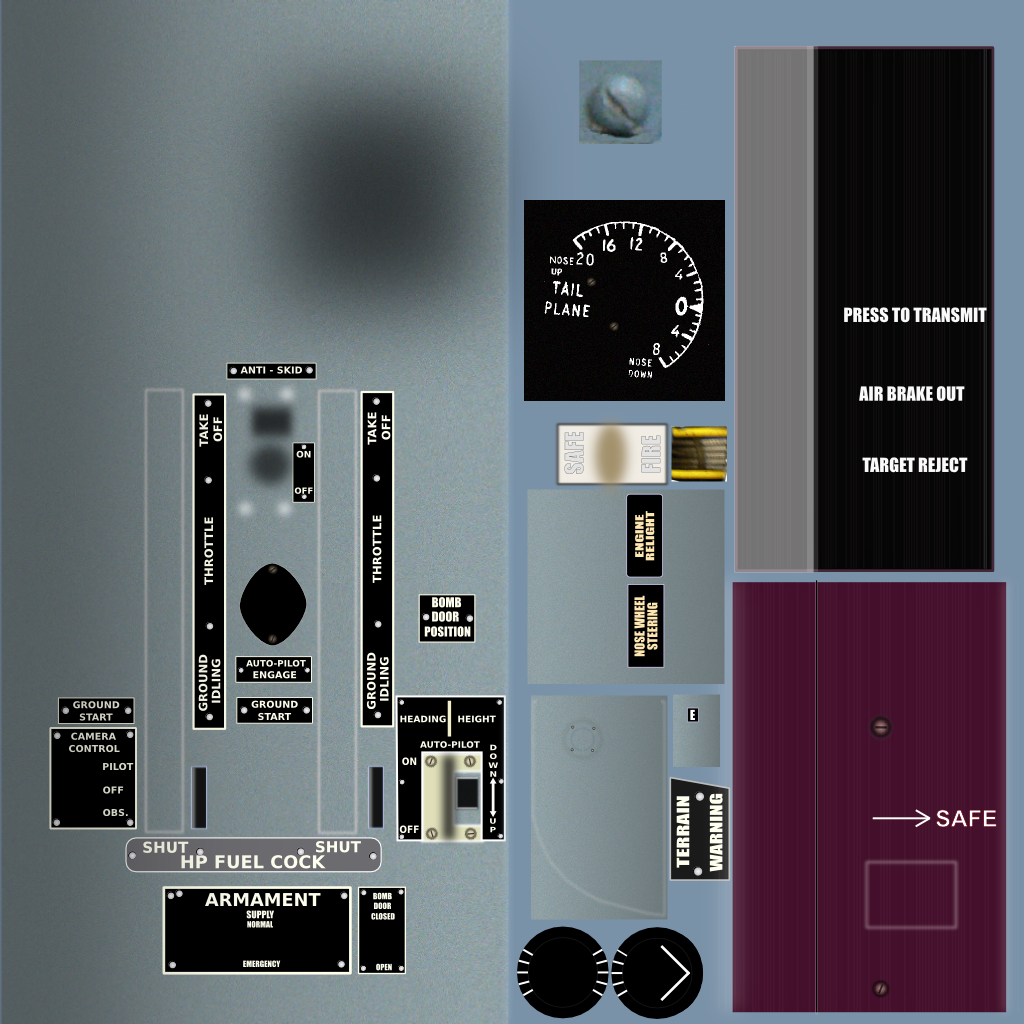 ANTI - SKID
TAKE OFF
THROTTLE
GROUND IDLING
ON
OFF
TAKE OFF
THROTTLE
GROUND IDLING
AUTO-PILOT
ENGAGE
GROUND
START
BOMB
DOOR
POSITION
GROUND
START
CAMERA
CONTROL
PILOT
OFF
OBS.
HEADING HEIGHT
AUTO-PILOT
ON
OFF
DOWN
UP
SHUT SHUT
HP FUEL COCK
ARMAMENT
SUPPLY
NORMAL
EMERGENCY
BOMB
DOOR
CLOSED
OPEN
20 16 12 8 4 0 4 8
NOSE
UP
TAIL
PLANE
NOSE
DOWN
SAFE
FIRE
ENGINE
RELIGHT
NOSE WHEEL
STEERING
E
TERRAIN
WARNING
PRESS TO TRANSMIT
AIR BRAKE OUT
TARGET REJECT
SAFE